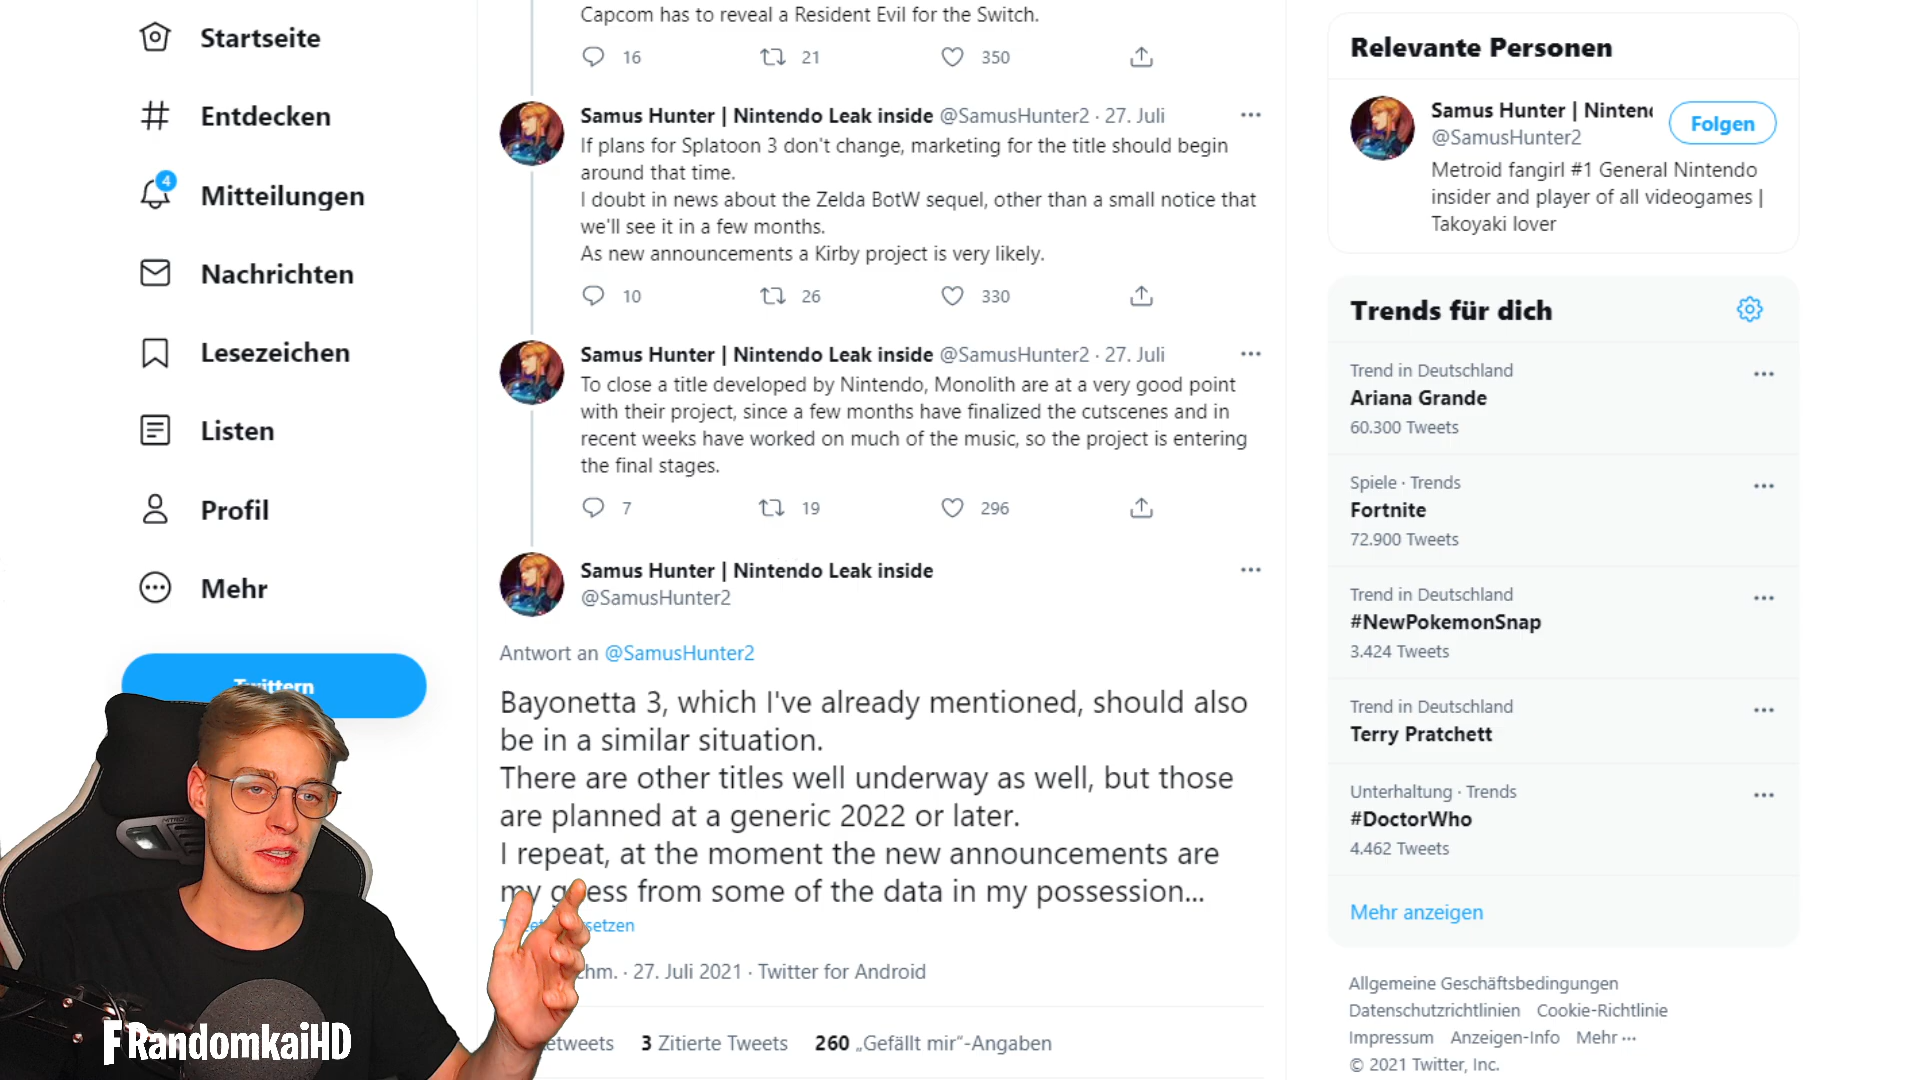 Startseite
Entdecken
4
Mitteilungen
Nachrichten
Lesezeichen
Listen
Profil
Mehr
Twittern
Capcom has to reveal a Resident Evil for the Switch.
16 21 350
Samus Hunter | Nintendo Leak inside @SamusHunter2 · 27. Juli
If plans for Splatoon 3 don't change, marketing for the title should begin
around that time.
I doubt in news about the Zelda BotW sequel, other than a small notice that
we'll see it in a few months.
As new announcements a Kirby project is very likely.
10 26 330
Samus Hunter | Nintendo Leak inside @SamusHunter2 · 27. Juli
To close a title developed by Nintendo, Monolith are at a very good point
with their project, since a few months have finalized the cutscenes and in
recent weeks have worked on much of the music, so the project is entering
the final stages.
7 19 296
Samus Hunter | Nintendo Leak inside
@SamusHunter2
Antwort an @SamusHunter2
Bayonetta 3, which I've already mentioned, should also
be in a similar situation.
There are other titles well underway as well, but those
are planned at a generic 2022 or later.
I repeat, at the moment the new announcements are
my guess from some of the data in my possession...
hm. · 27. Juli 2021 · Twitter for Android
3 Zitierte Tweets 260 „Gefällt mir“-Angaben
Relevante Personen
Samus Hunter | Ninten
@SamusHunter2
Folgen
Metroid fangirl #1 General Nintendo
insider and player of all videogames |
Takoyaki lover
Trends für dich
Trend in Deutschland
Ariana Grande
60.300 Tweets
Spiele · Trends
Fortnite
72.900 Tweets
Trend in Deutschland
#NewPokemonSnap
3.424 Tweets
Trend in Deutschland
Terry Pratchett
Unterhaltung · Trends
#DoctorWho
4.462 Tweets
Mehr anzeigen
Allgemeine Geschäftsbedingungen
Datenschutzrichtlinien Cookie-Richtlinie
Impressum Anzeigen-Info Mehr ···
© 2021 Twitter, Inc.
RandomkaiHD